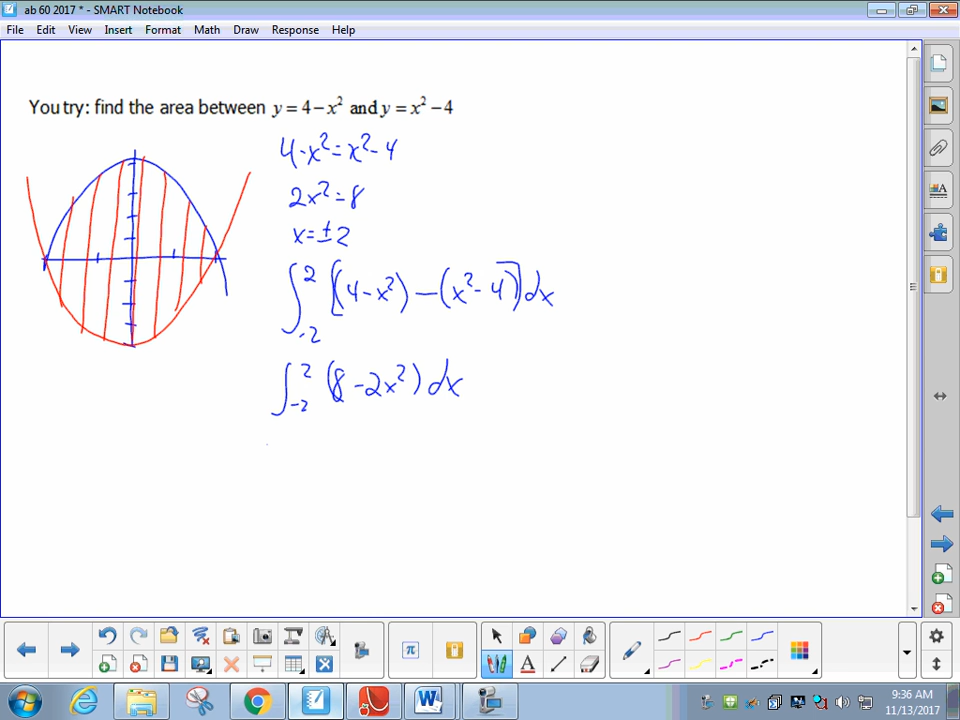 ab 60 2017 * - SMART Notebook
File Edit View Insert Format Math Draw Response Help
You try: find the area between y = 4 – x² and y = x² – 4
4-x²=x²-4
2x²=8
x=±2
∫₋₂² [(4-x²)-(x²-4)]dx
∫₋₂² (8-2x²)dx
π
A
W
9:36 AM
11/13/2017